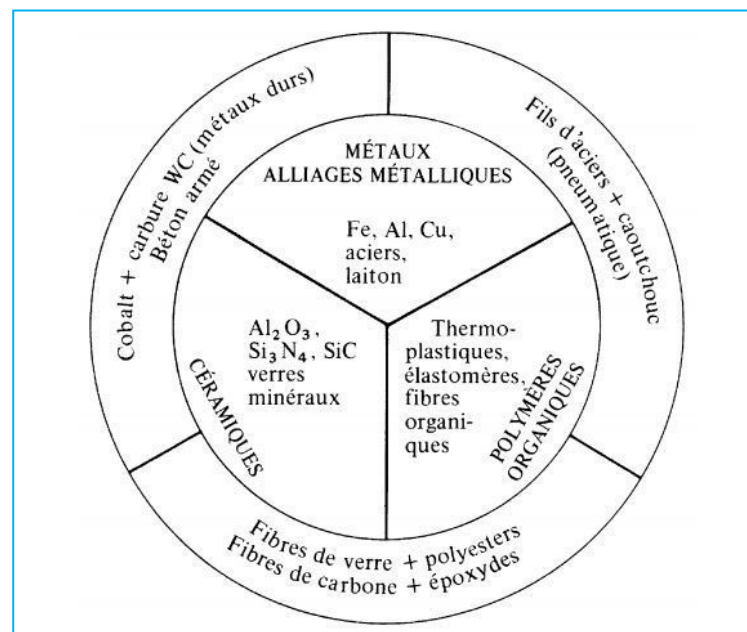 Cobalt + carbure WC (métaux durs)
Béton armé
Fils d'aciers + caoutchouc
(pneumatique)
MÉTAUX
ALLIAGES MÉTALLIQUES
Fe, Al, Cu,
aciers,
laiton
Al₂O₃,
Si₃N₄, SiC
verres
minéraux
CÉRAMIQUES
Thermo-
plastiques,
élastomères,
fibres
organi-
ques
POLYMÈRES
ORGANIQUES
Fibres de verre + polyesters
Fibres de carbone + époxydes